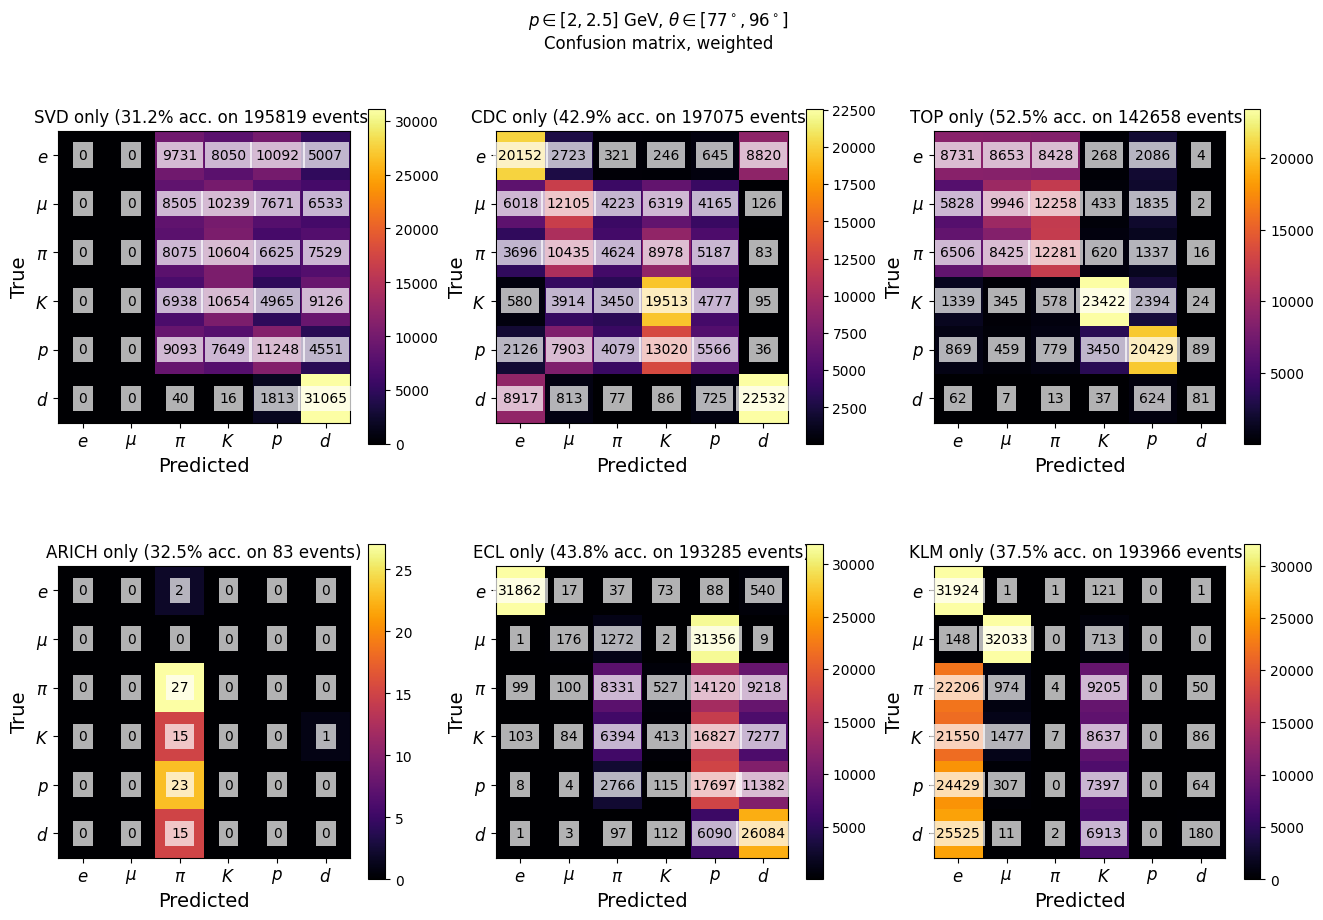 p ∈ [2, 2.5] GeV, θ ∈ [77°, 96°]
Confusion matrix, weighted
SVD only (31.2% acc. on 195819 events
True
e 0 0 9731 8050 10092 5007
μ 0 0 8505 10239 7671 6533
π 0 0 8075 10604 6625 7529
K 0 0 6938 10654 4965 9126
p 0 0 9093 7649 11248 4551
d 0 0 40 16 1813 31065
e μ π K p d
Predicted
30000
25000
20000
15000
10000
5000
0
CDC only (42.9% acc. on 197075 events
True
e 20152 2723 321 246 645 8820
μ 6018 12105 4223 6319 4165 126
π 3696 10435 4624 8978 5187 83
K 580 3914 3450 19513 4777 95
p 2126 7903 4079 13020 5566 36
d 8917 813 77 86 725 22532
e μ π K p d
Predicted
22500
20000
17500
15000
12500
10000
7500
5000
2500
TOP only (52.5% acc. on 142658 events
True
e 8731 8653 8428 268 2086 4
μ 5828 9946 12258 433 1835 2
π 6506 8425 12281 620 1337 16
K 1339 345 578 23422 2394 24
p 869 459 779 3450 20429 89
d 62 7 13 37 624 81
e μ π K p d
Predicted
20000
15000
10000
5000
ARICH only (32.5% acc. on 83 events)
True
e 0 0 2 0 0 0
μ 0 0 0 0 0 0
π 0 0 27 0 0 0
K 0 0 15 0 0 1
p 0 0 23 0 0 0
d 0 0 15 0 0 0
e μ π K p d
Predicted
25
20
15
10
5
0
ECL only (43.8% acc. on 193285 events
True
e 31862 17 37 73 88 540
μ 1 176 1272 2 31356 9
π 99 100 8331 527 14120 9218
K 103 84 6394 413 16827 7277
p 8 4 2766 115 17697 11382
d 1 3 97 112 6090 26084
e μ π K p d
Predicted
30000
25000
20000
15000
10000
5000
KLM only (37.5% acc. on 193966 events
True
e 31924 1 1 121 0 1
μ 148 32033 0 713 0 0
π 22206 974 4 9205 0 50
K 21550 1477 7 8637 0 86
p 24429 307 0 7397 0 64
d 25525 11 2 6913 0 180
e μ π K p d
Predicted
30000
25000
20000
15000
10000
5000
0